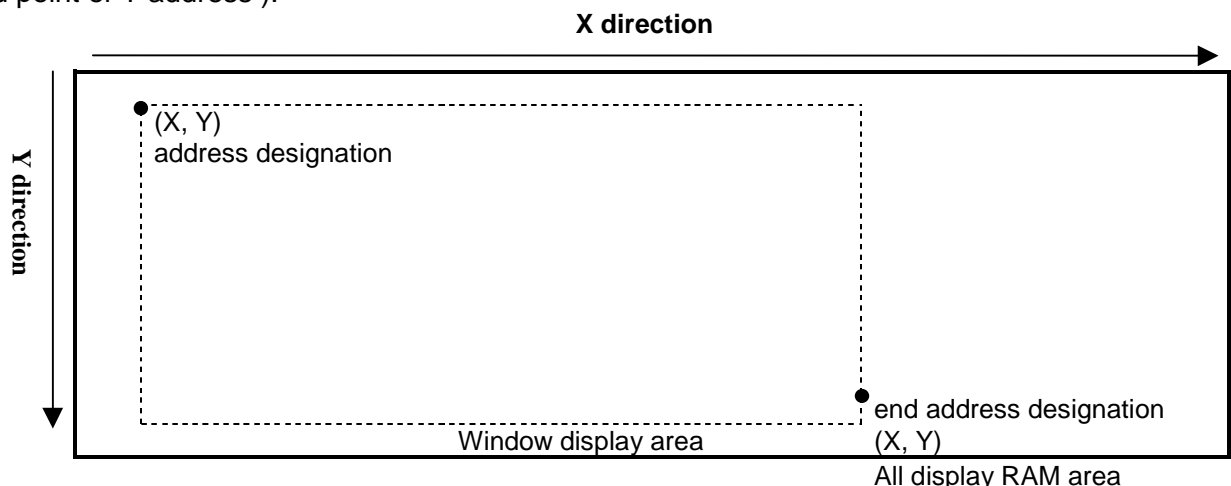 point of Y address ).
X direction
(X, Y)
address designation
Y direction
end address designation
Window display area
(X, Y)
All display RAM area